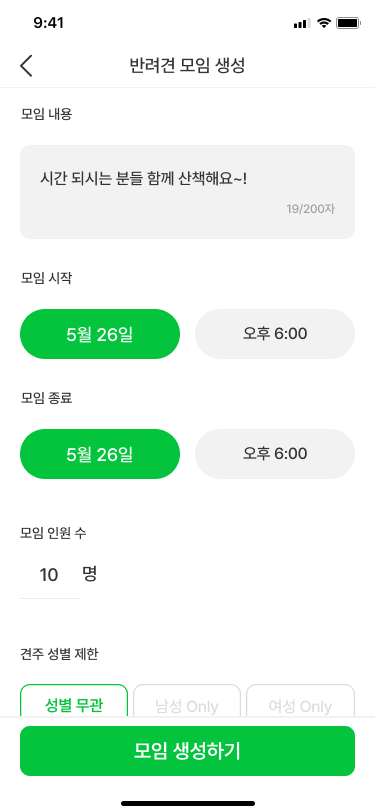 9:41
반려견 모임 생성
모임 내용
시간 되시는 분들 함께 산책해요~!
19/200자
모임 시작
5월 26일 오후 6:00
모임 종료
5월 26일 오후 6:00
모임 인원 수
10 명
견주 성별 제한
성별 무관 남성 Only 여성 Only
모임 생성하기